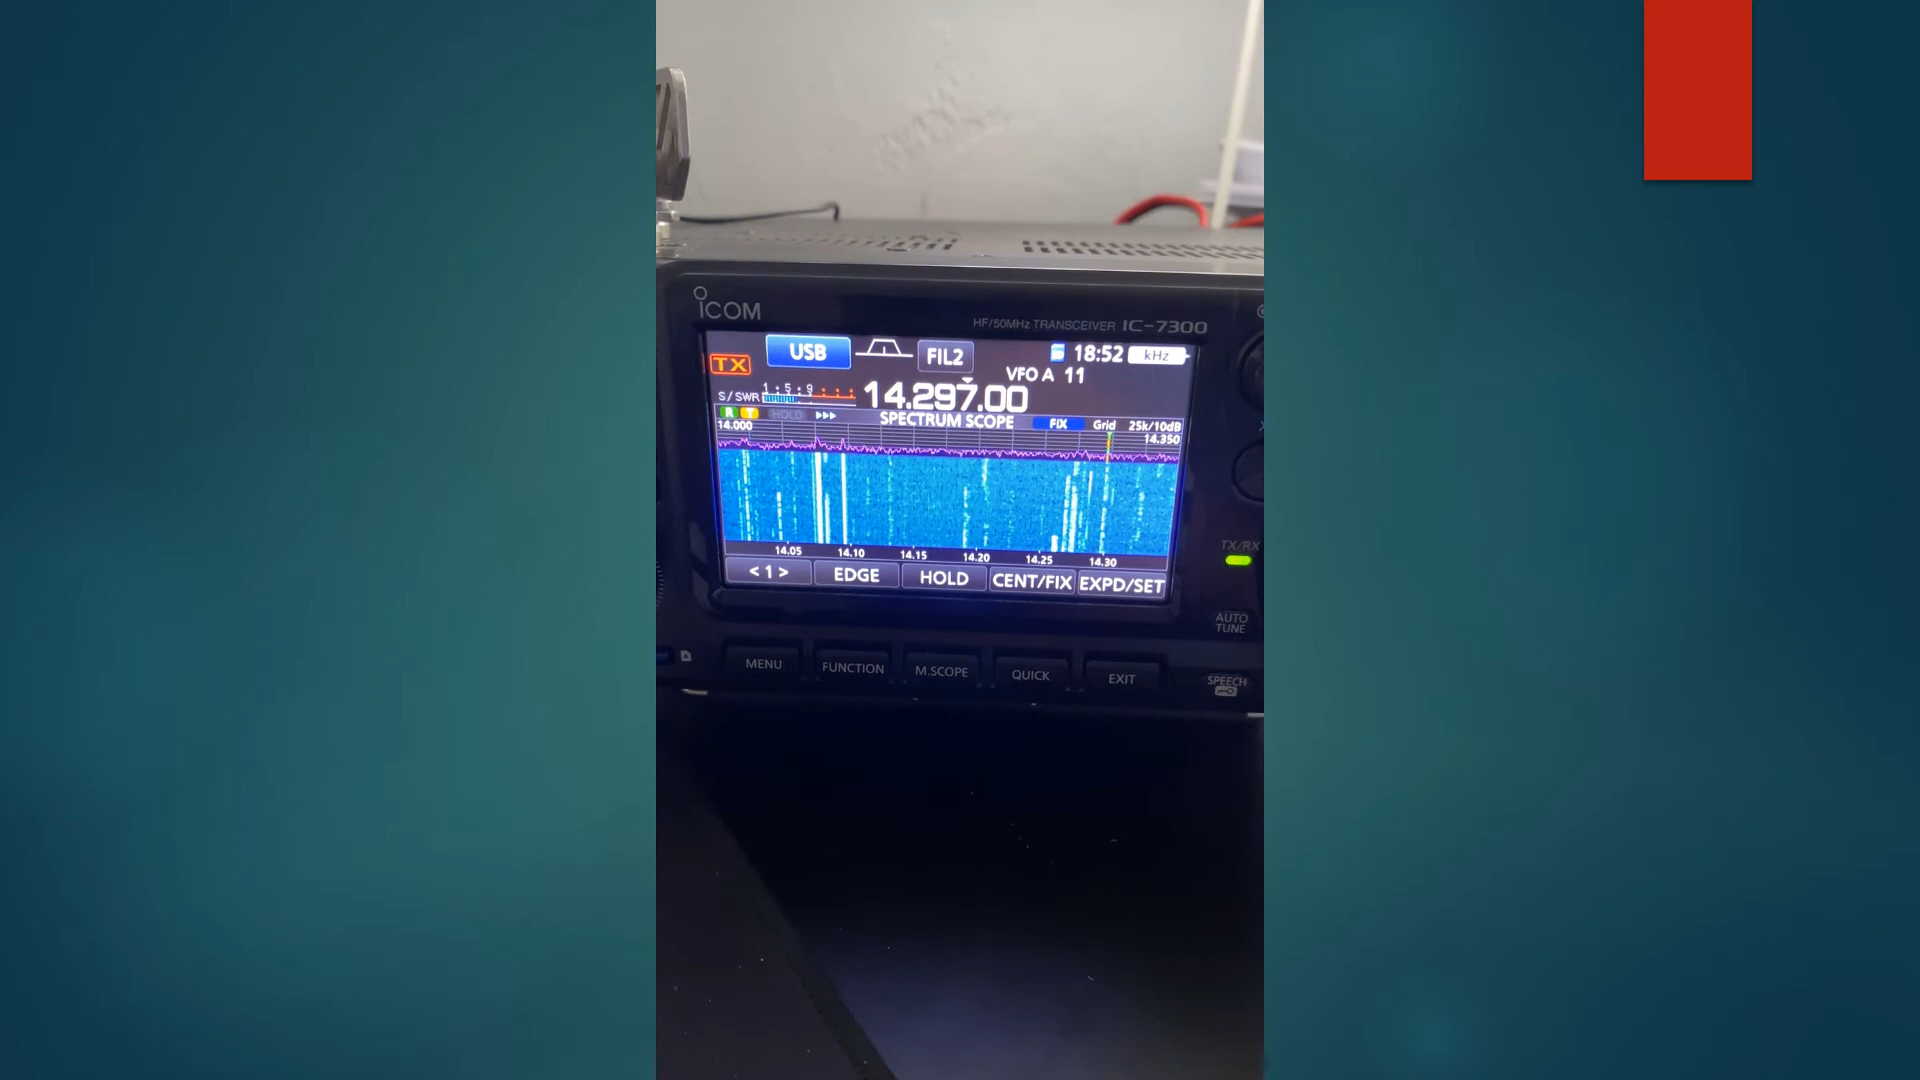 ICOM
HF/50MHz TRANSCEIVER IC-7300
TX USB FIL2 18:52 kHz
VFO A 11
S/SWR 1 5 9 14.297.00
R T HOLD SPECTRUM SCOPE FIX Grid 25k/10dB
14.000 14.350
14.05 14.10 14.15 14.20 14.25 14.30
TX/RX
< 1 > EDGE HOLD CENT/FIX EXPD/SET
AUTO
TUNE
MENU FUNCTION M.SCOPE QUICK EXIT SPEECH